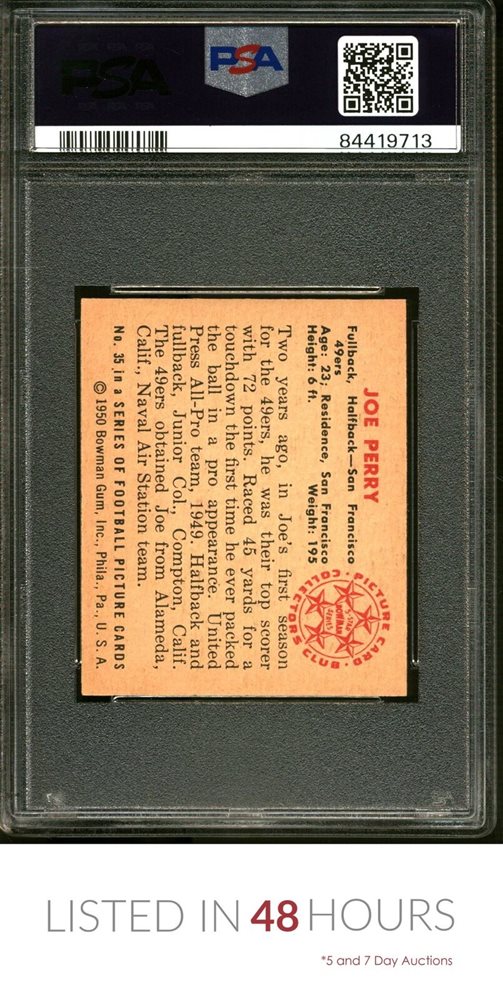 PSA
PSA
84419713
JOE PERRY
Fullback, Halfback—San Francisco
49ers
Age: 23; Residence, San Francisco
Height: 6 ft. Weight: 195
PICTURE CARD
COLLECTORS CLUB
STAR
BOWMAN
SERIES
Two years ago, in Joe's first season
for the 49ers, he was their top scorer
with 72 points. Raced 45 yards for a
touchdown the first time he ever packed
the ball in a pro appearance. United
Press All-Pro team, 1949. Halfback and
fullback, Junior Col., Compton, Calif.
The 49ers obtained Joe from Alameda,
Calif., Naval Air Station team.
No. 35 in a SERIES OF FOOTBALL PICTURE CARDS
© 1950 Bowman Gum, Inc., Phila., Pa., U. S. A.
LISTED IN 48 HOURS
*5 and 7 Day Auctions